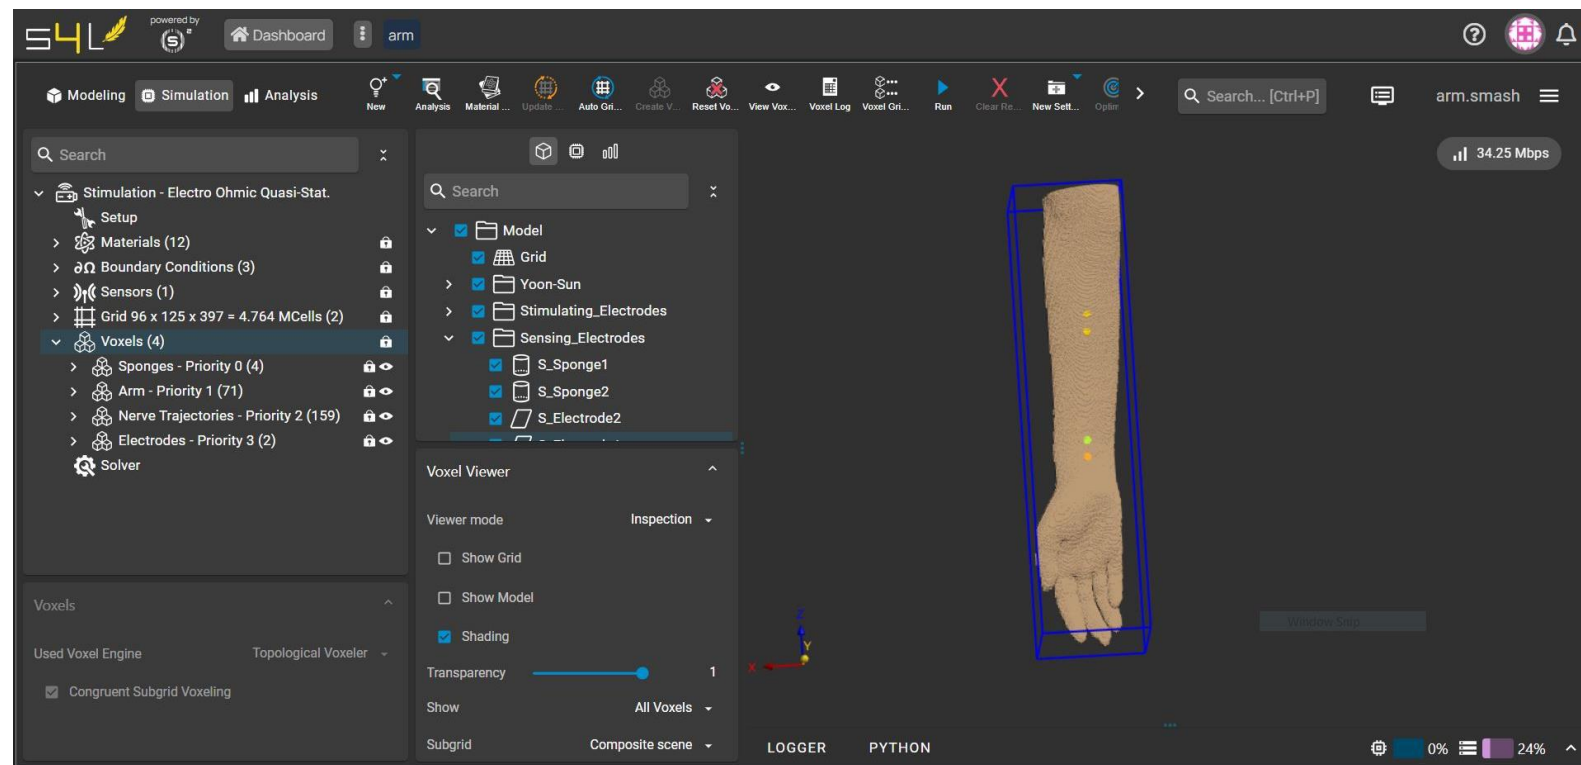 S4L
powered by
Dashboard
arm
Modeling
Simulation
Analysis
New
Analysis
Material ...
Update ...
Auto Gri...
Create V...
Reset Vo...
View Vox...
Voxel Log
Voxel Gri...
Run
Clear Re...
New Sett...
Optim
Search... [Ctrl+P]
arm.smash
Search
Stimulation - Electro Ohmic Quasi-Stat.
Setup
Materials (12)
∂Ω Boundary Conditions (3)
Sensors (1)
Grid 96 x 125 x 397 = 4.764 MCells (2)
Voxels (4)
Sponges - Priority 0 (4)
Arm - Priority 1 (71)
Nerve Trajectories - Priority 2 (159)
Electrodes - Priority 3 (2)
Solver
Voxels
Used Voxel Engine Topological Voxeler
Congruent Subgrid Voxeling
Search
Model
Grid
Yoon-Sun
Stimulating_Electrodes
Sensing_Electrodes
S_Sponge1
S_Sponge2
S_Electrode2
Voxel Viewer
Viewer mode Inspection
Show Grid
Show Model
Shading
Transparency 1
Show All Voxels
Subgrid Composite scene
34.25 Mbps
Window Snip
Z
Y
X
LOGGER PYTHON
0% 24%